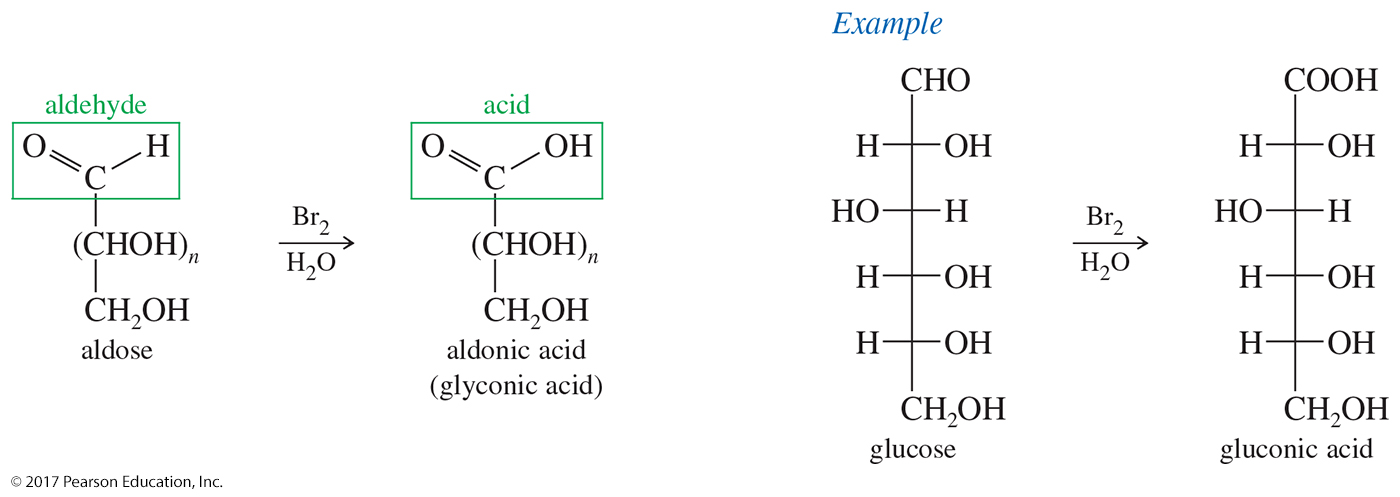 Example
aldehyde
O H
C
(CHOH)n
CH2OH
aldose
Br2
H2O
acid
O OH
C
(CHOH)n
CH2OH
aldonic acid
(glyconic acid)
CHO
H OH
HO H
H OH
H OH
CH2OH
glucose
Br2
H2O
COOH
H OH
HO H
H OH
H OH
CH2OH
gluconic acid
© 2017 Pearson Education, Inc.